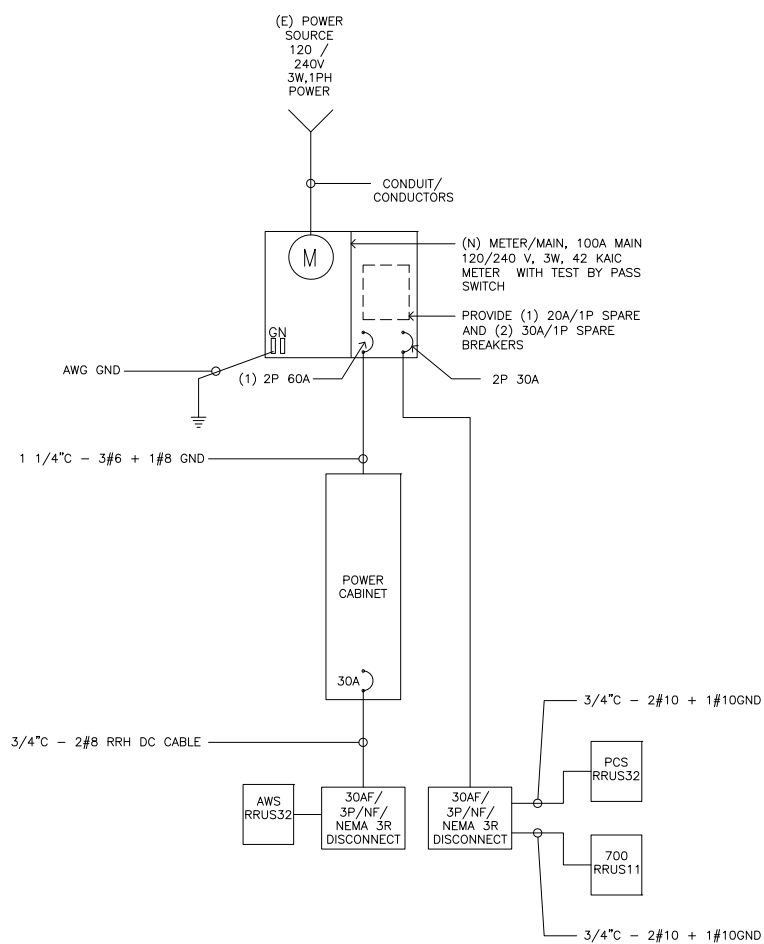 (E) POWER
SOURCE
120 /
240V
3W,1PH
POWER
CONDUIT/
CONDUCTORS
M
(N) METER/MAIN, 100A MAIN
120/240 V, 3W, 42 KAIC
METER WITH TEST BY PASS
SWITCH
PROVIDE (1) 20A/1P SPARE
AND (2) 30A/1P SPARE
BREAKERS
GN
AWG GND
(1) 2P 60A
2P 30A
1 1/4"C - 3#6 + 1#8 GND
POWER
CABINET
30A
3/4"C - 2#10 + 1#10GND
3/4"C - 2#8 RRH DC CABLE
PCS
RRUS32
AWS
RRUS32
30AF/
3P/NF/
NEMA 3R
DISCONNECT
30AF/
3P/NF/
NEMA 3R
DISCONNECT
700
RRUS11
3/4"C - 2#10 + 1#10GND